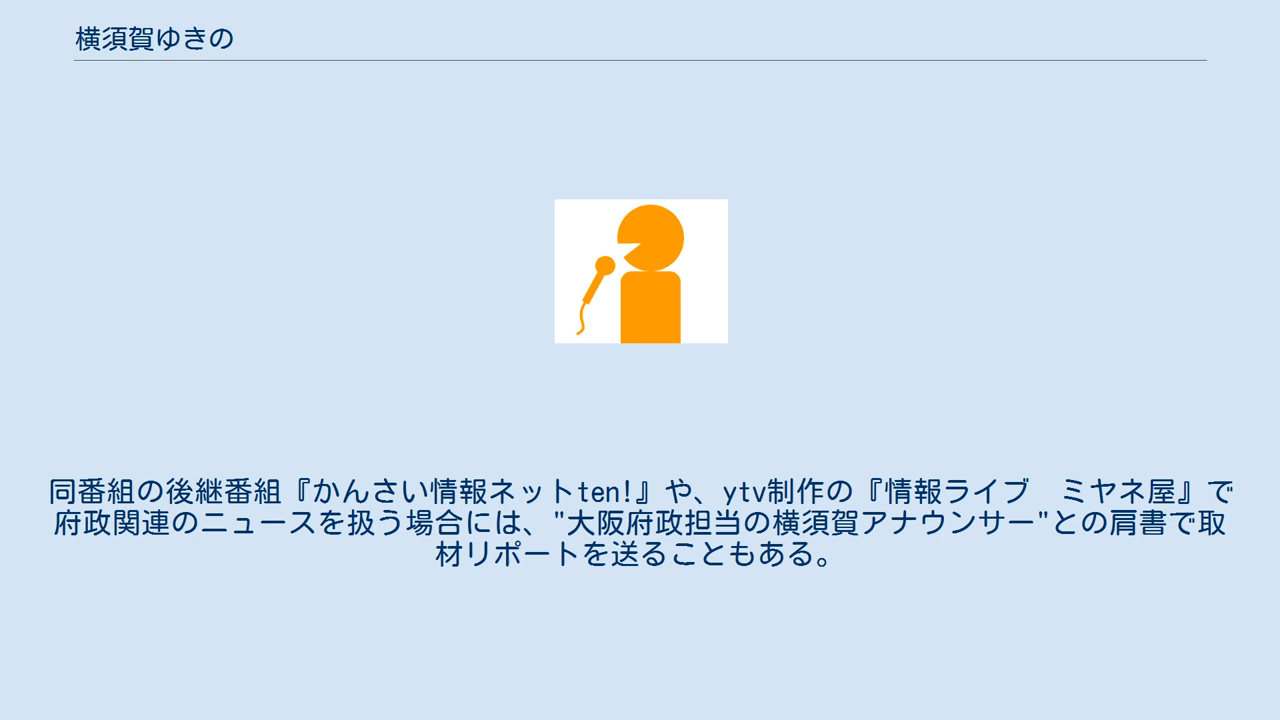 横須賀ゆきの
同番組の後継番組『かんさい情報ネットten!』や、ytv制作の『情報ライブ　ミヤネ屋』で
府政関連のニュースを扱う場合には、"大阪府政担当の横須賀アナウンサー"との肩書で取
材リポートを送ることもある。